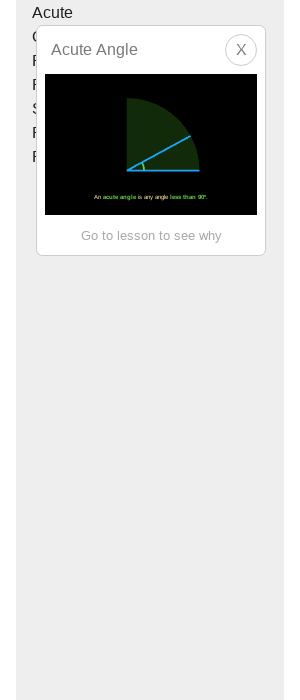 Acute
Acute Angle
X
An acute angle is any angle less than 90°.
Go to lesson to see why